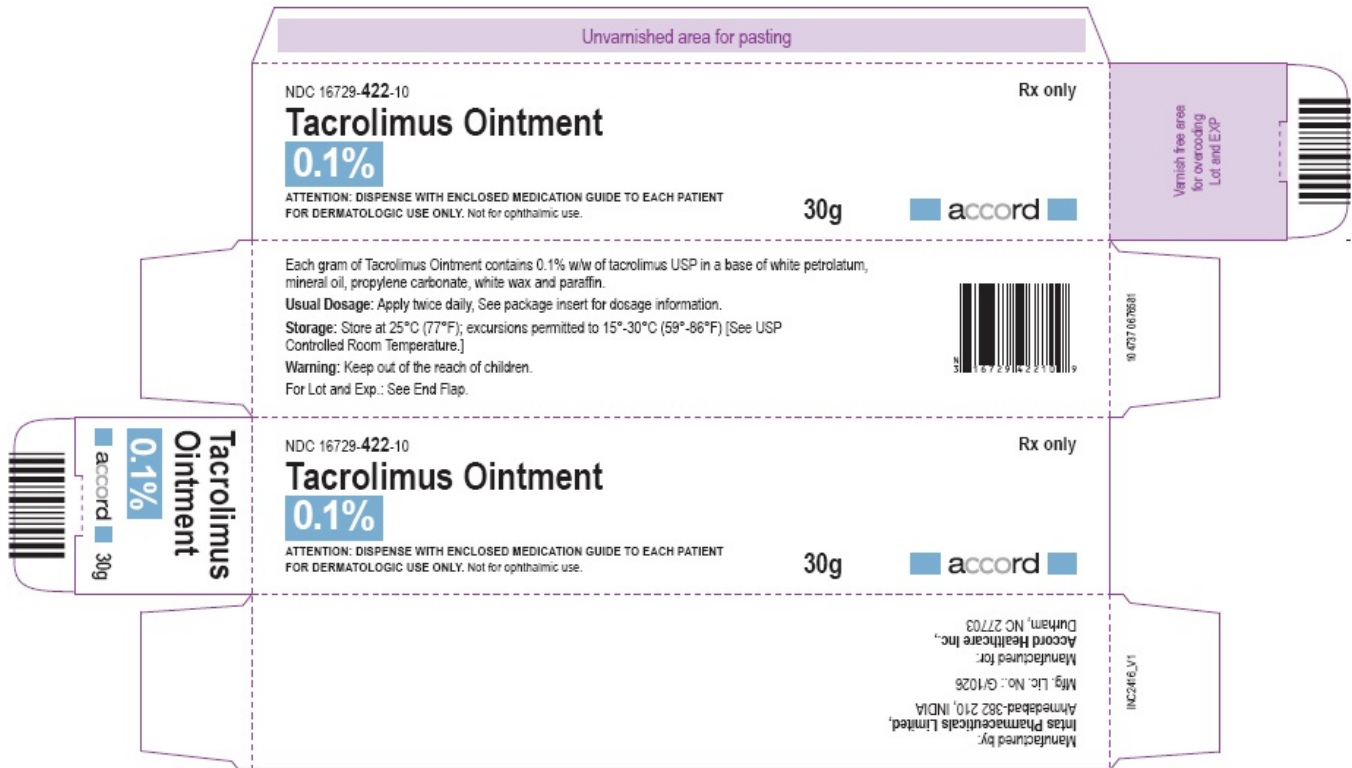 Unvarnished area for pasting
NDC 16729-422-10
Rx only
Tacrolimus Ointment
0.1%
ATTENTION: DISPENSE WITH ENCLOSED MEDICATION GUIDE TO EACH PATIENT
FOR DERMATOLOGIC USE ONLY. Not for ophthalmic use.
30g
accord
Varnish free area
for overcoding
Lot and EXP
Each gram of Tacrolimus Ointment contains 0.1% w/w of tacrolimus USP in a base of white petrolatum,
mineral oil, propylene carbonate, white wax and paraffin.
Usual Dosage: Apply twice daily, See package insert for dosage information.
Storage: Store at 25°C (77°F); excursions permitted to 15°-30°C (59°-86°F) [See USP
Controlled Room Temperature.]
Warning: Keep out of the reach of children.
For Lot and Exp.: See End Flap.
N
3 16729 42210 9
10 4737 0676581
Tacrolimus
Ointment
0.1%
accord
30g
NDC 16729-422-10
Rx only
Tacrolimus Ointment
0.1%
ATTENTION: DISPENSE WITH ENCLOSED MEDICATION GUIDE TO EACH PATIENT
FOR DERMATOLOGIC USE ONLY. Not for ophthalmic use.
30g
accord
Manufactured by:
Intas Pharmaceuticals Limited,
Ahmedabad-382 210, INDIA
Mfg. Lic. No.: G/1026
Manufactured for:
Accord Healthcare Inc.,
Durham, NC 27703
INC2416_V1